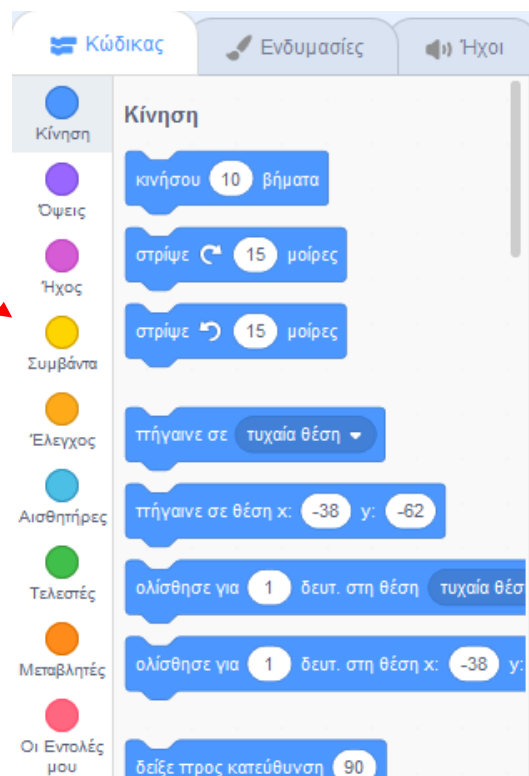 Κώδικας Ενδυμασίες Ήχοι
Κίνηση
Όψεις
Ήχος
Συμβάντα
Έλεγχος
Αισθητήρες
Τελεστές
Μεταβλητές
Οι Εντολές
μου
Κίνηση
κινήσου 10 βήματα
στρίψε 15 μοίρες
στρίψε 15 μοίρες
πήγαινε σε τυχαία θέση
πήγαινε σε θέση x: -38 y: -62
ολίσθησε για 1 δευτ. στη θέση τυχαία θέσ
ολίσθησε για 1 δευτ. στη θέση x: -38 y:
δείξε προς κατεύθυνση 90